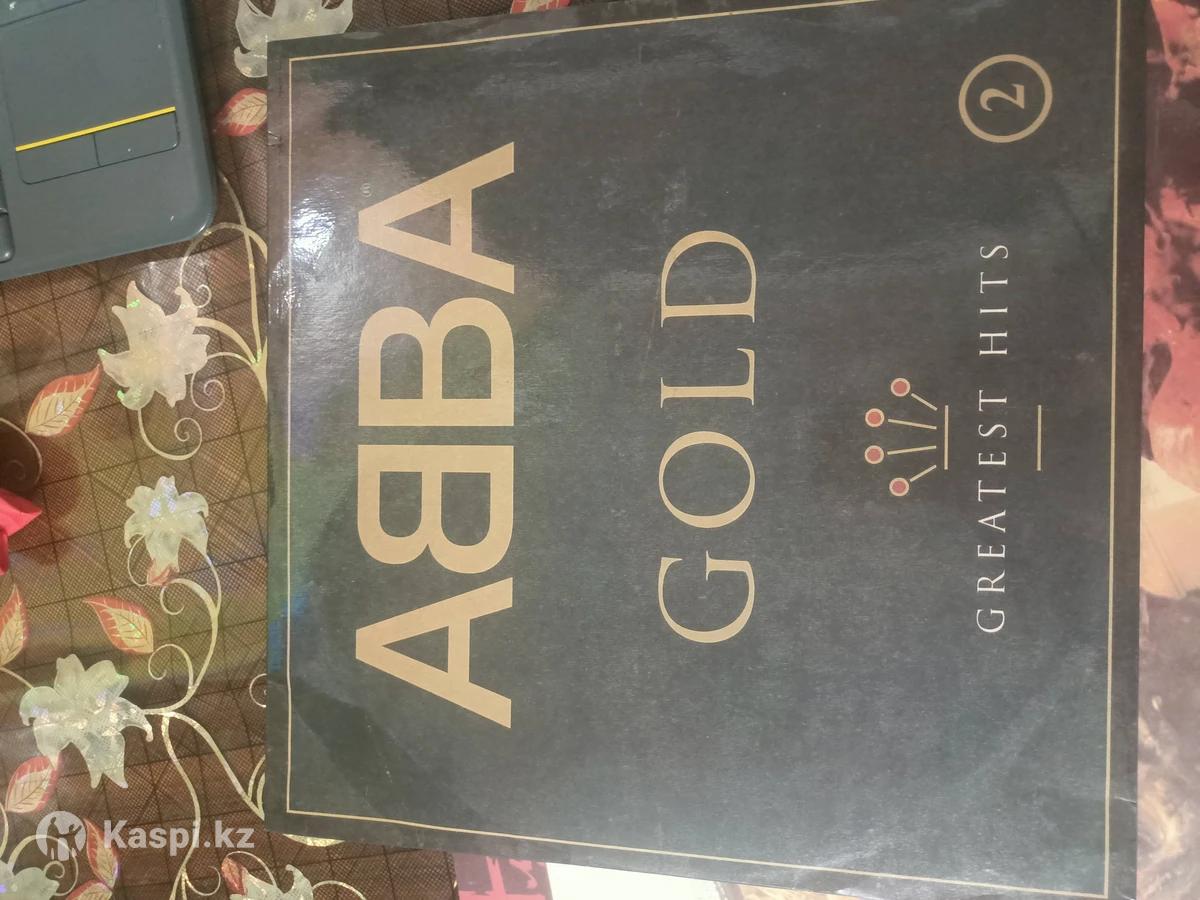 ABBA
GOLD
GREATEST HITS
2
Kaspi.kz